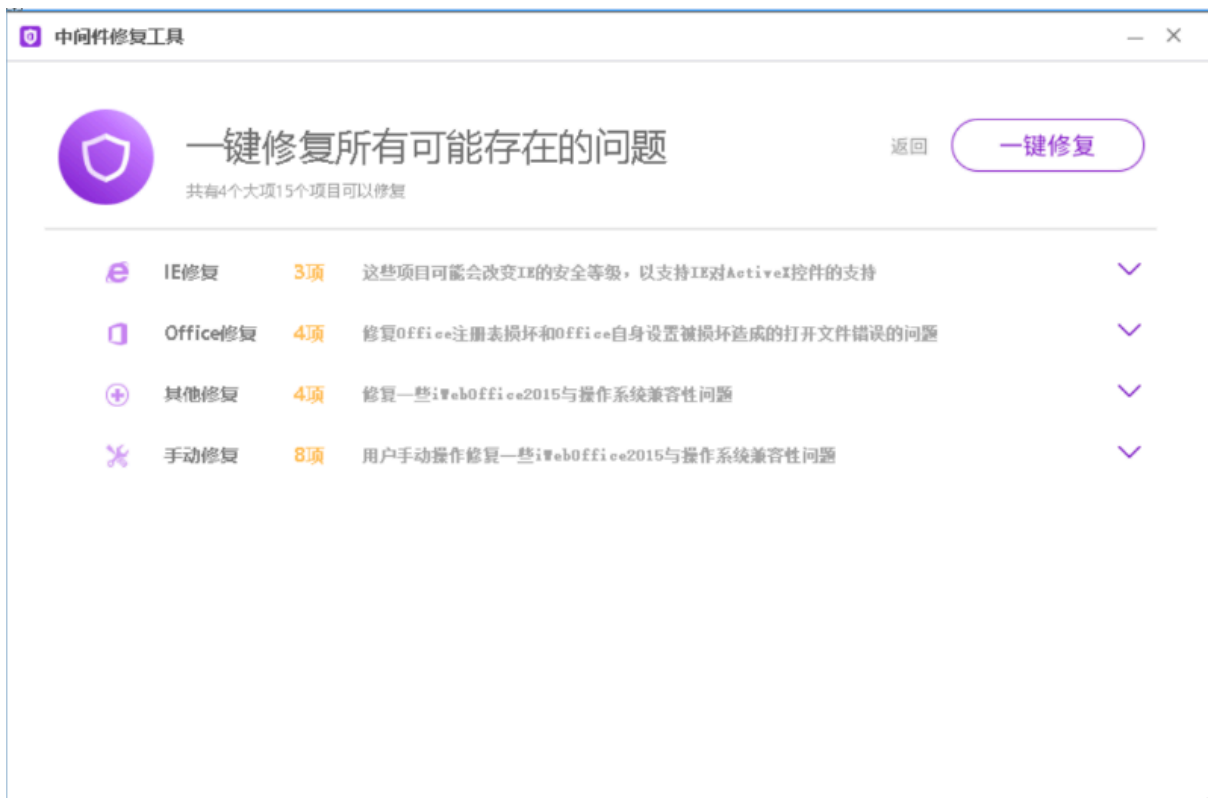 中间件修复工具
一键修复所有可能存在的问题
返回
一键修复
共有4个大项15个项目可以修复
IE修复 3项 这些项目可能会改变IE的安全等级，以支持IE对ActiveX控件的支持
Office修复 4项 修复Office注册表损坏和Office自身设置被损坏造成的打开文件错误的问题
其他修复 4项 修复一些iWebOffice2015与操作系统兼容性问题
手动修复 8项 用户手动操作修复一些iWebOffice2015与操作系统兼容性问题